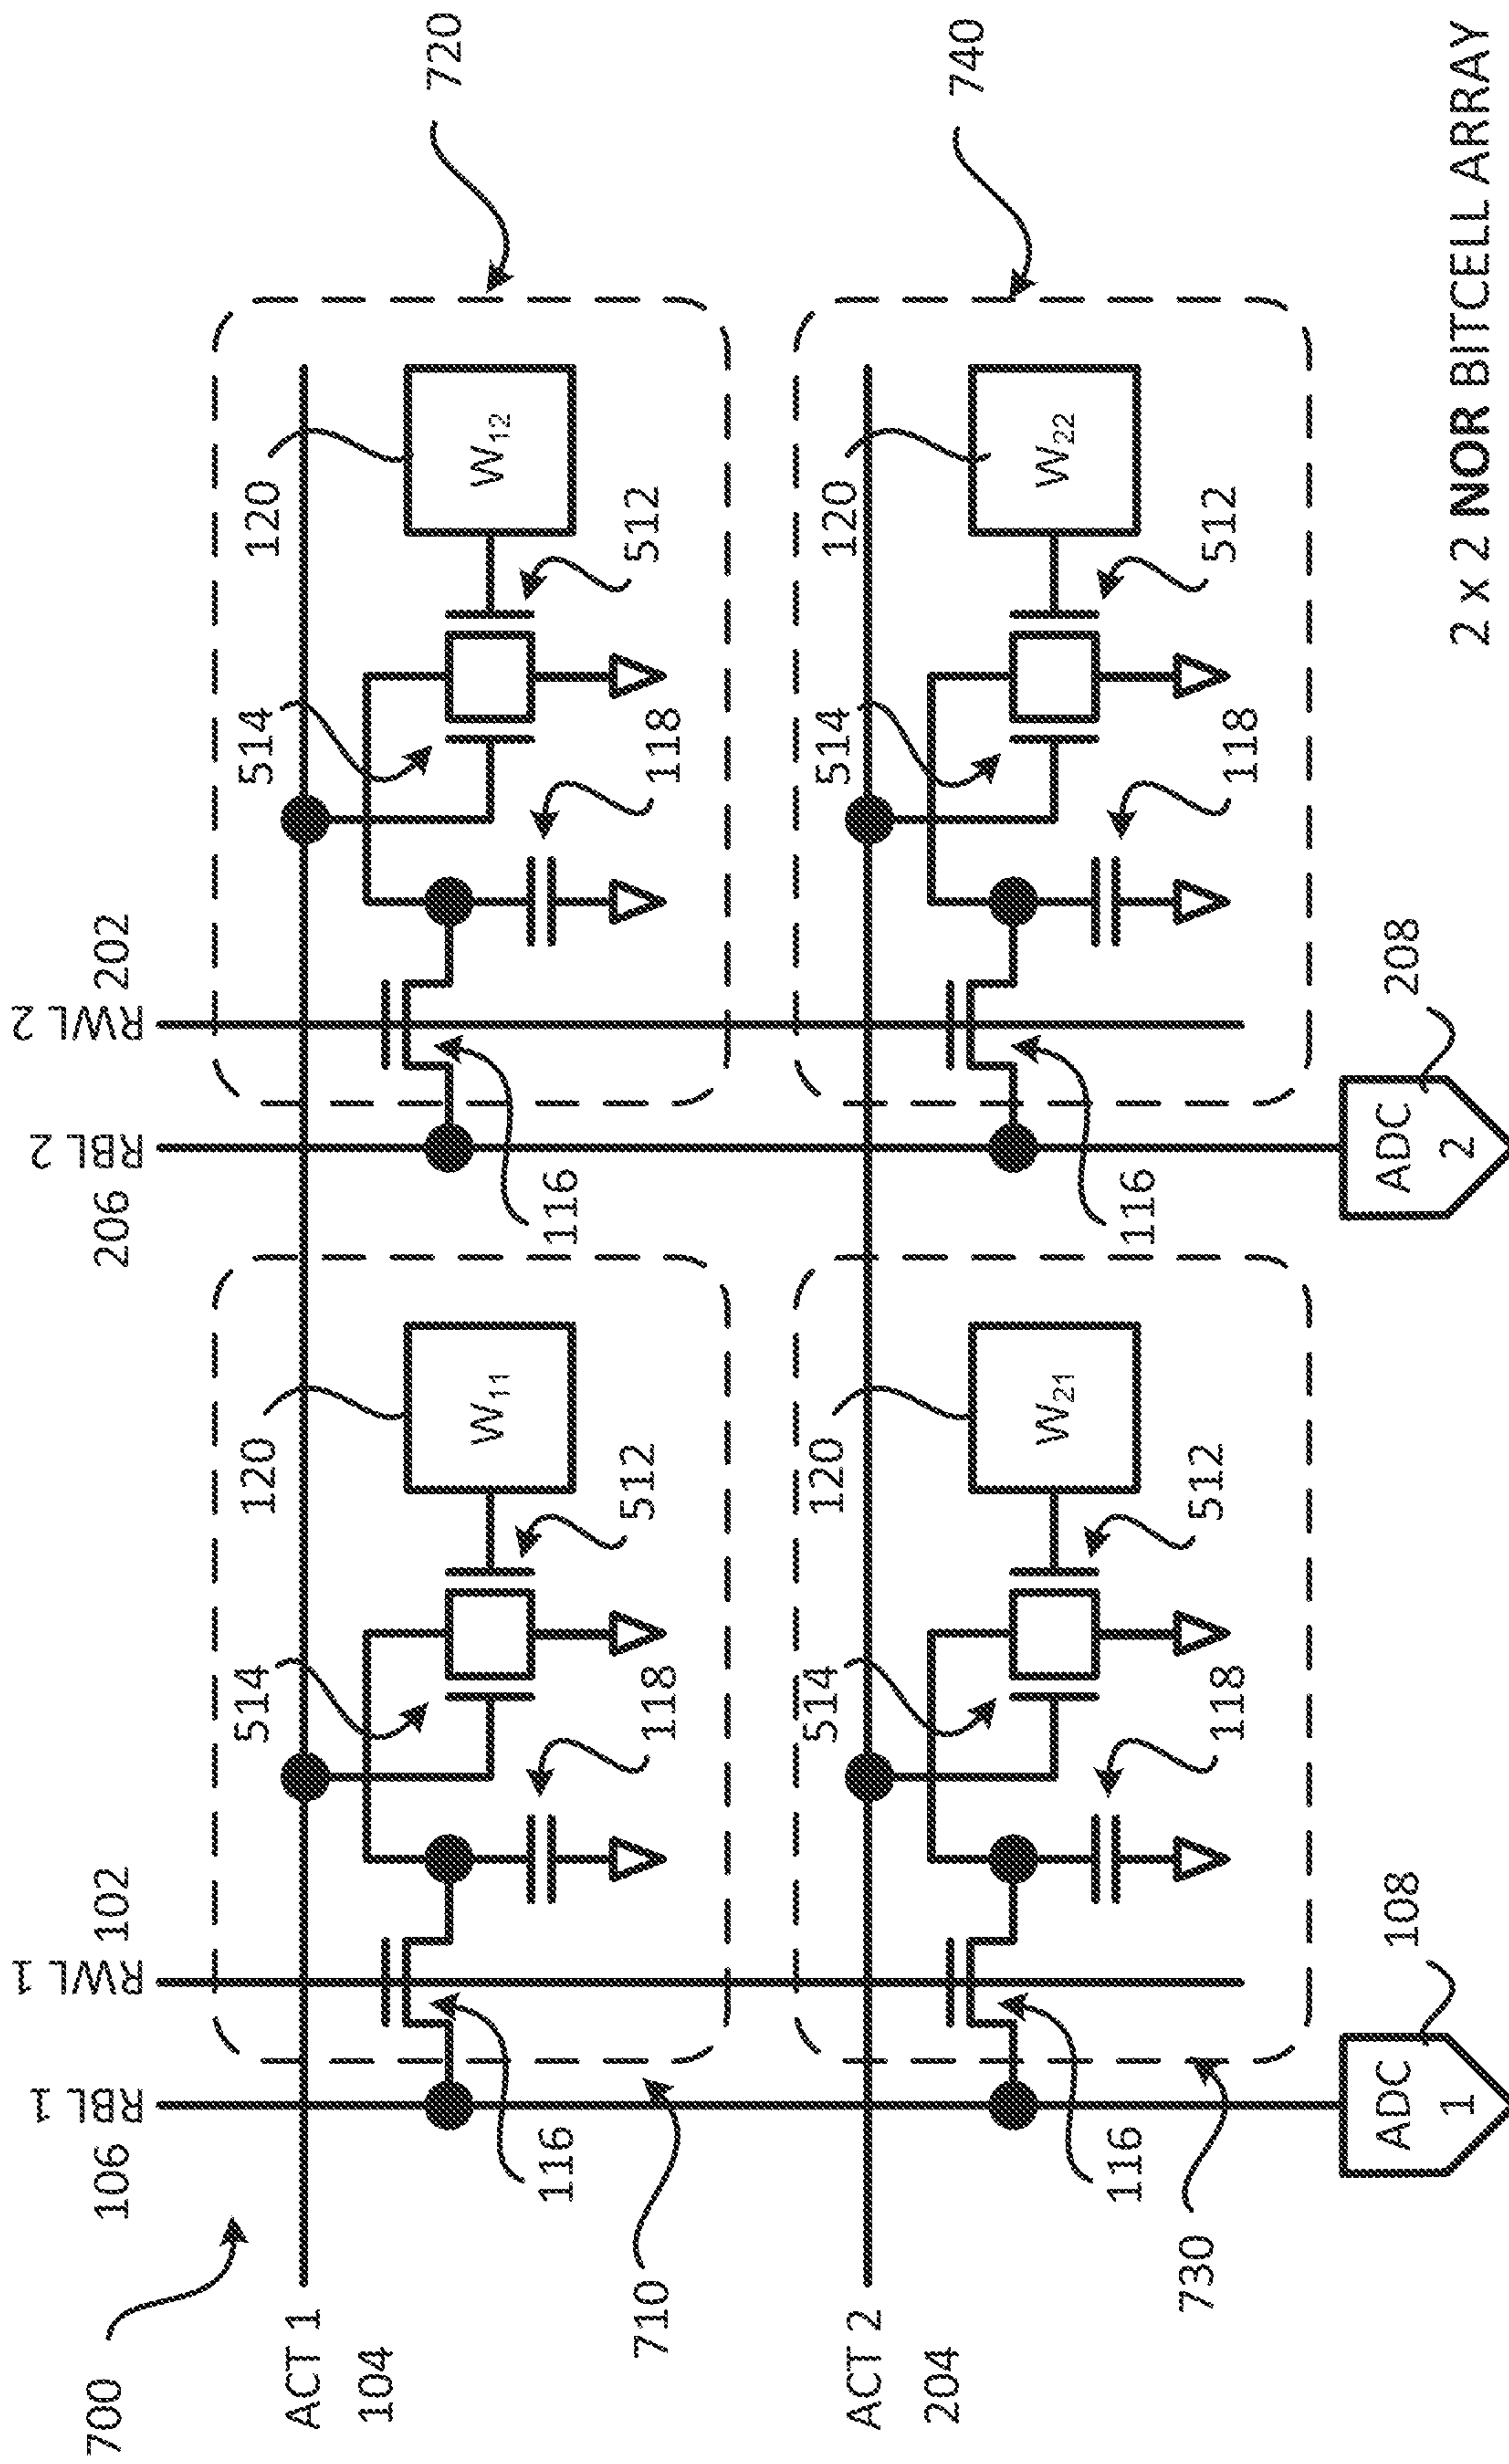 700
106
RBL 1
RWL 1
102
206
RBL 2
RWL 2
202
ACT 1
104
514
120
514
120
720
W11
W12
116
118
512
116
118
512
710
ACT 2
204
514
120
514
120
740
W21
W22
116
118
512
116
118
512
730
ADC
1
108
ADC
2
208
2 x 2 NOR BITCELL ARRAY